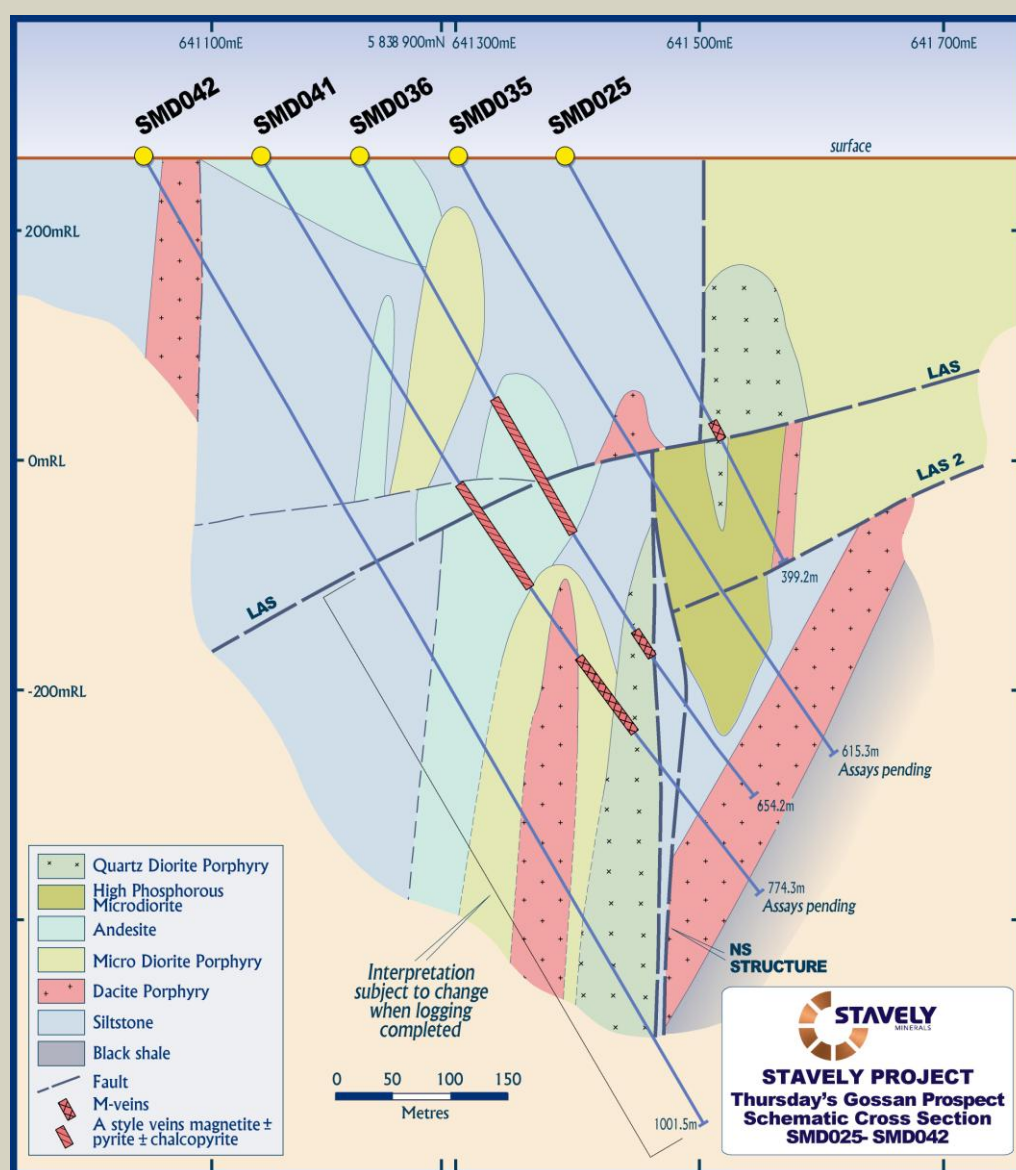 641 100mE
5 838 900mN
641 300mE
641 500mE
641 700mE
SMD042
SMD041
SMD036
SMD035
SMD025
surface
200mRL
LAS
0mRL
LAS 2
399.2m
LAS
-200mRL
615.3m
Assays pending
654.2m
774.3m
Assays pending
NS
STRUCTURE
Interpretation
subject to change
when logging
completed
Quartz Diorite Porphyry
High Phosphorous
Microdiorite
Andesite
Micro Diorite Porphyry
Dacite Porphyry
Siltstone
Black shale
Fault
M-veins
A style veins magnetite ±
pyrite ± chalcopyrite
0 50 100 150
Metres
1001.5m
STAVELY
MINERALS
STAVELY PROJECT
Thursday's Gossan Prospect
Schematic Cross Section
SMD025- SMD042